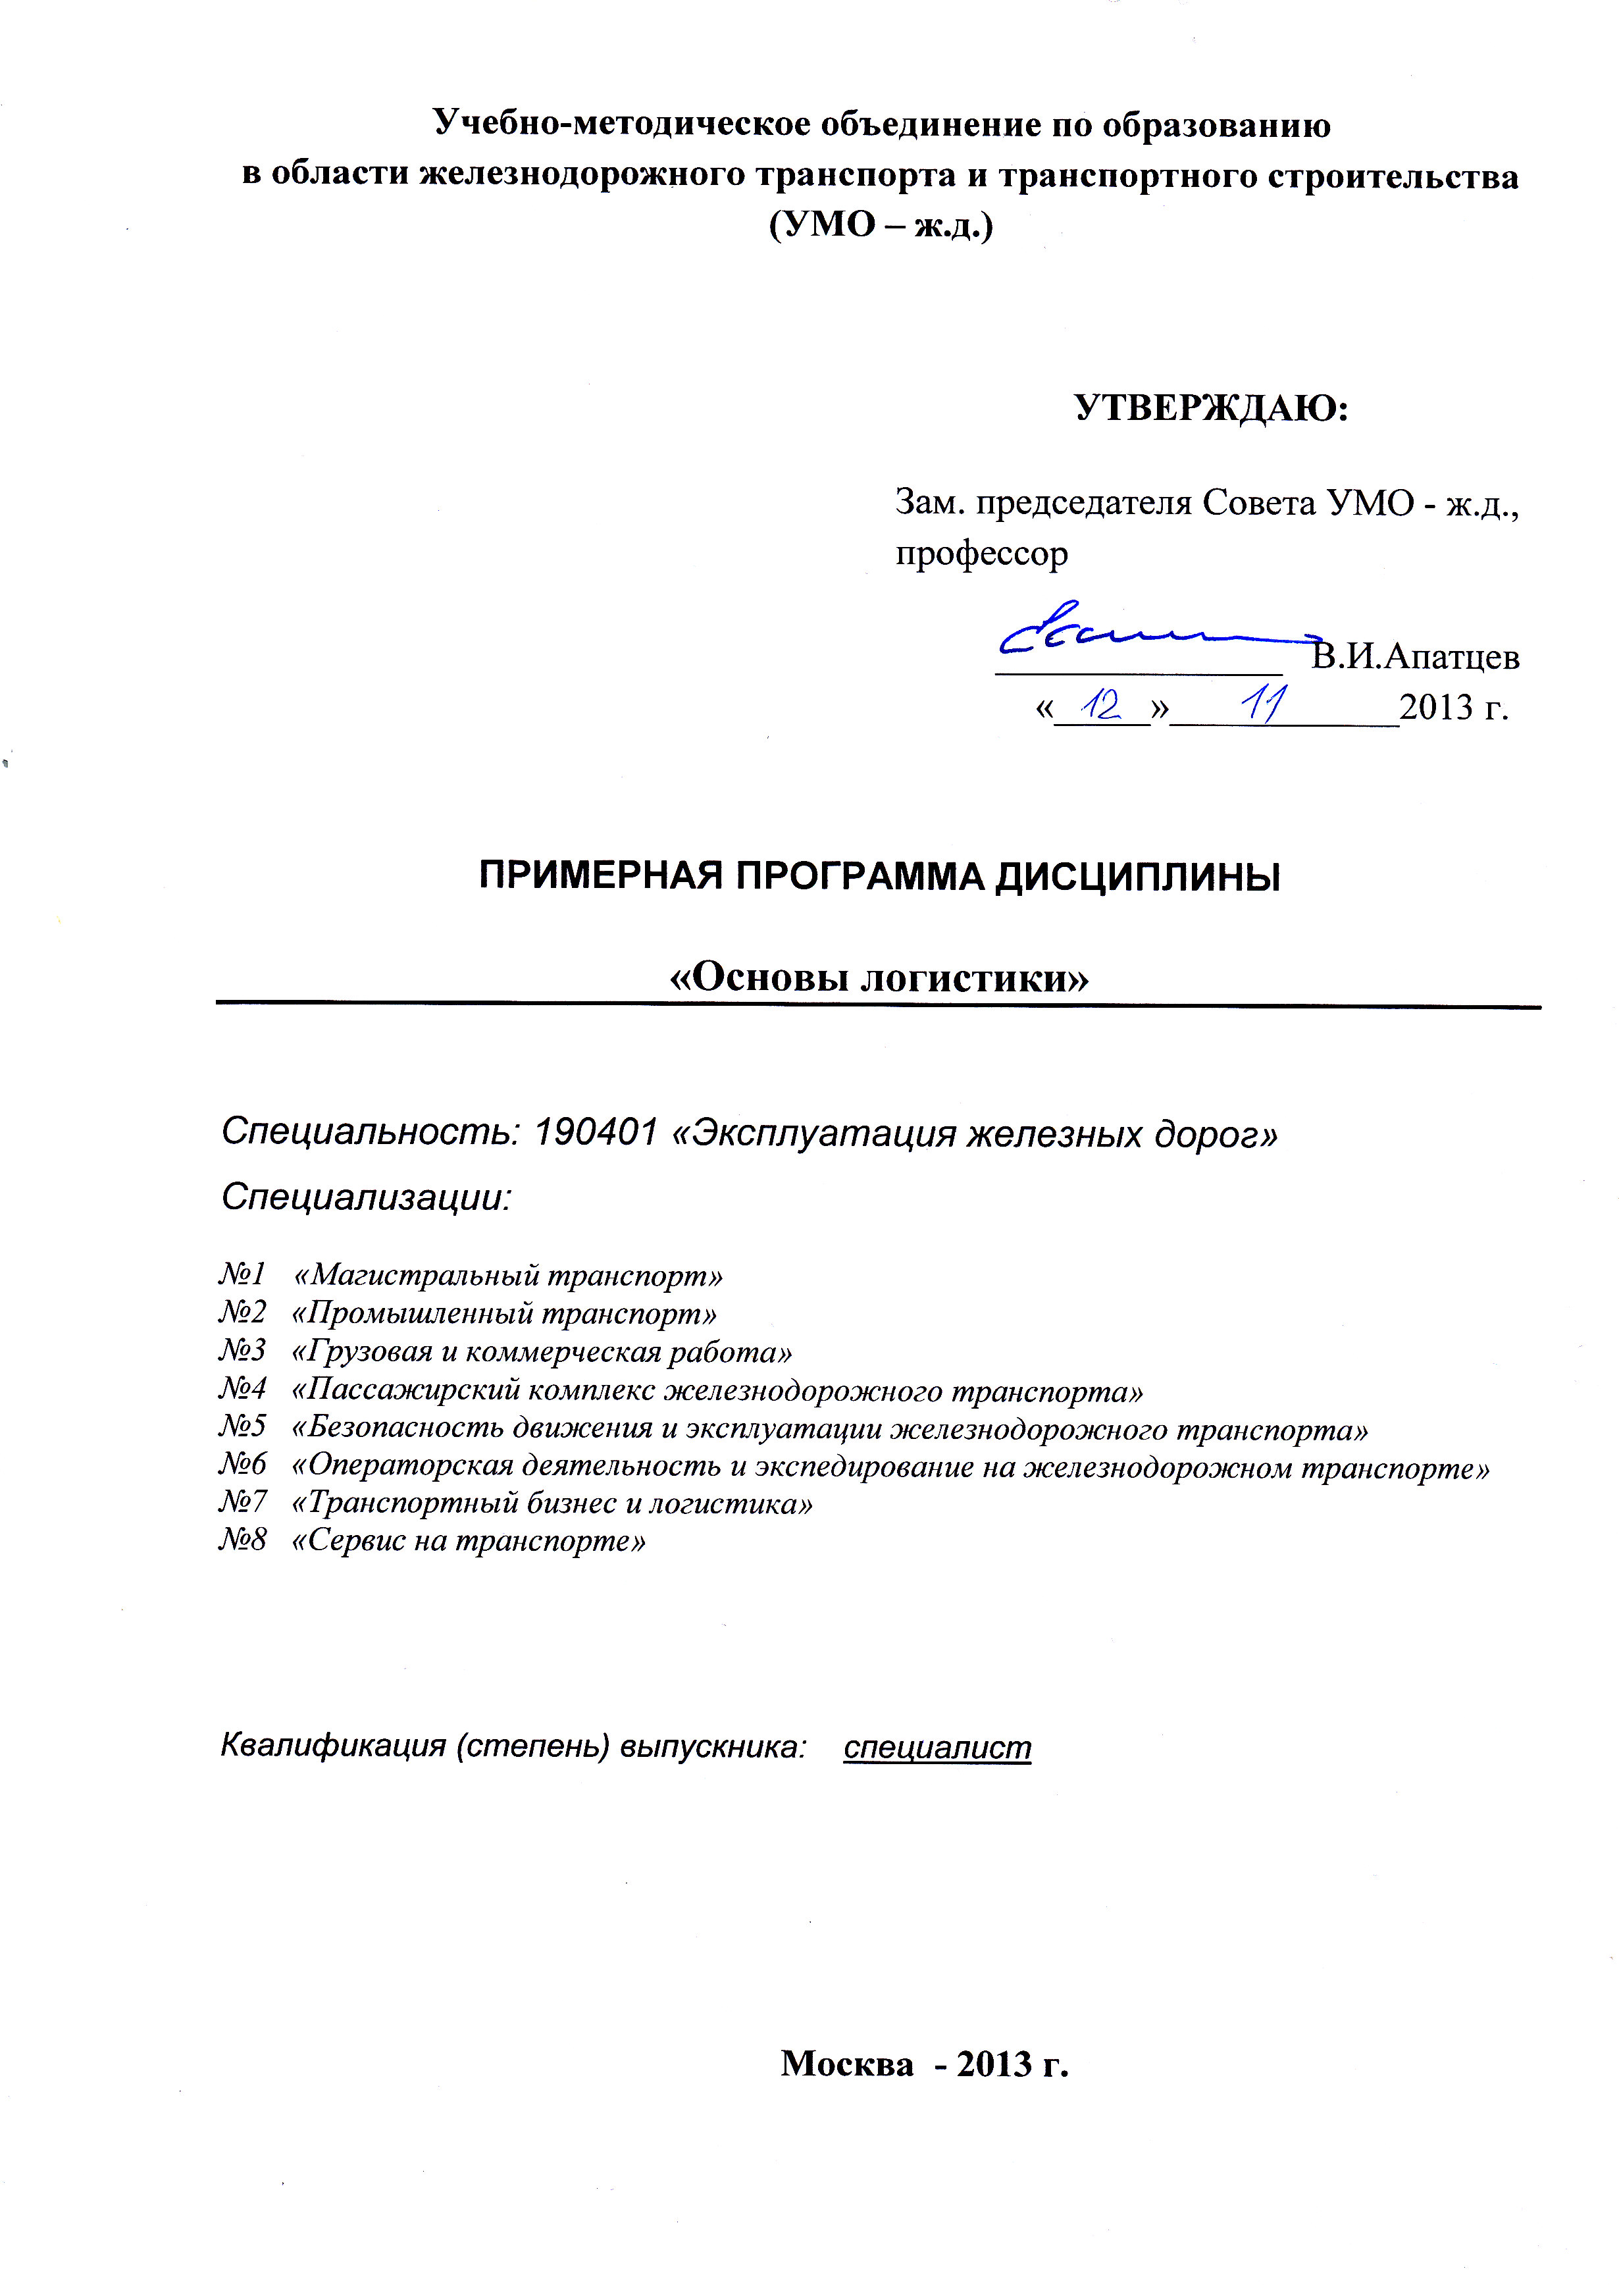 Учебно-методическое объединение по образованию
в области железнодорожного транспорта и транспортного строительства
(УМО – ж.д.)
УТВЕРЖДАЮ:
Зам. председателя Совета УМО - ж.д.,
профессор
В.И.Апатцев
«12» 11 2013 г.
ПРИМЕРНАЯ ПРОГРАММА ДИСЦИПЛИНЫ
«Основы логистики»
Специальность: 190401 «Эксплуатация железных дорог»
Специализации:
№1 «Магистральный транспорт»
№2 «Промышленный транспорт»
№3 «Грузовая и коммерческая работа»
№4 «Пассажирский комплекс железнодорожного транспорта»
№5 «Безопасность движения и эксплуатации железнодорожного транспорта»
№6 «Операторская деятельность и экспедирование на железнодорожном транспорте»
№7 «Транспортный бизнес и логистика»
№8 «Сервис на транспорте»
Квалификация (степень) выпускника: специалист
Москва - 2013 г.